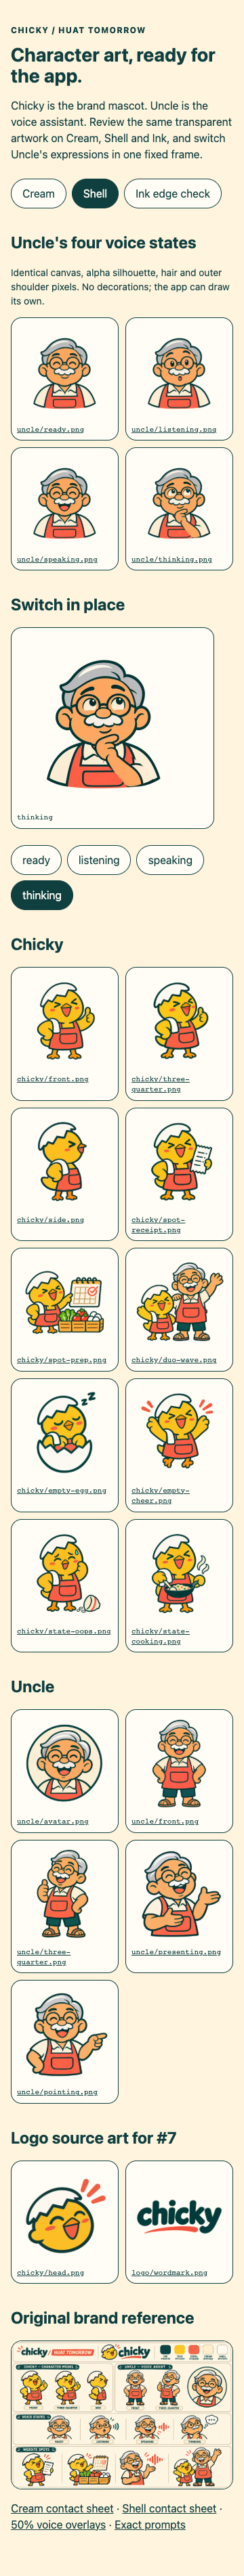 CHICKY / HUAT TOMORROW
Character art, ready for
the app.
Chicky is the brand mascot. Uncle is the
voice assistant. Review the same transparent
artwork on Cream, Shell and Ink, and switch
Uncle's expressions in one fixed frame.
Cream
Shell
Ink edge check
Uncle's four voice states
Identical canvas, alpha silhouette, hair and outer
shoulder pixels. No decorations; the app can draw
its own.
uncle/ready.png
uncle/listening.png
uncle/speaking.png
uncle/thinking.png
Switch in place
thinking
ready
listening
speaking
thinking
Chicky
chicky/front.png
chicky/three-
quarter.png
chicky/side.png
chicky/spot-
receipt.png
chicky/spot-prep.png
chicky/duo-wave.png
zz
chicky/empty-egg.png
chicky/empty-
cheer.png
chicky/state-oops.png
chicky/state-
cooking.png
Uncle
uncle/avatar.png
uncle/front.png
uncle/three-
quarter.png
uncle/presenting.png
uncle/pointing.png
Logo source art for #7
chicky/head.png
chicky
logo/wordmark.png
Original brand reference
chicky
HUAT TOMORROW
chicky
Cream contact sheet · Shell contact sheet ·
50% voice overlays · Exact prompts